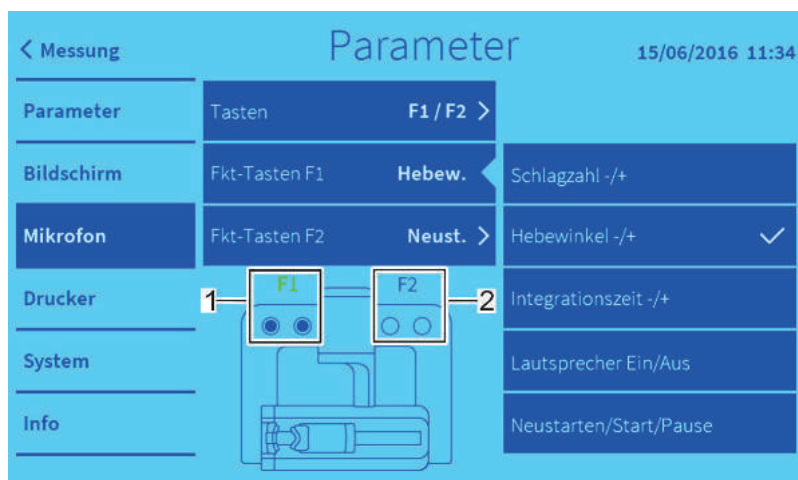 < Messung
Parameter
15/06/2016 11:34
Parameter
Bildschirm
Mikrofon
Drucker
System
Info
Tasten F1 / F2 >
Fkt-Tasten F1 Hebew.
Fkt-Tasten F2 Neust. >
Schlagzahl -/+
Hebewinkel -/+
Integrationszeit -/+
Lautsprecher Ein/Aus
Neustarten/Start/Pause
1
F1
F2
2